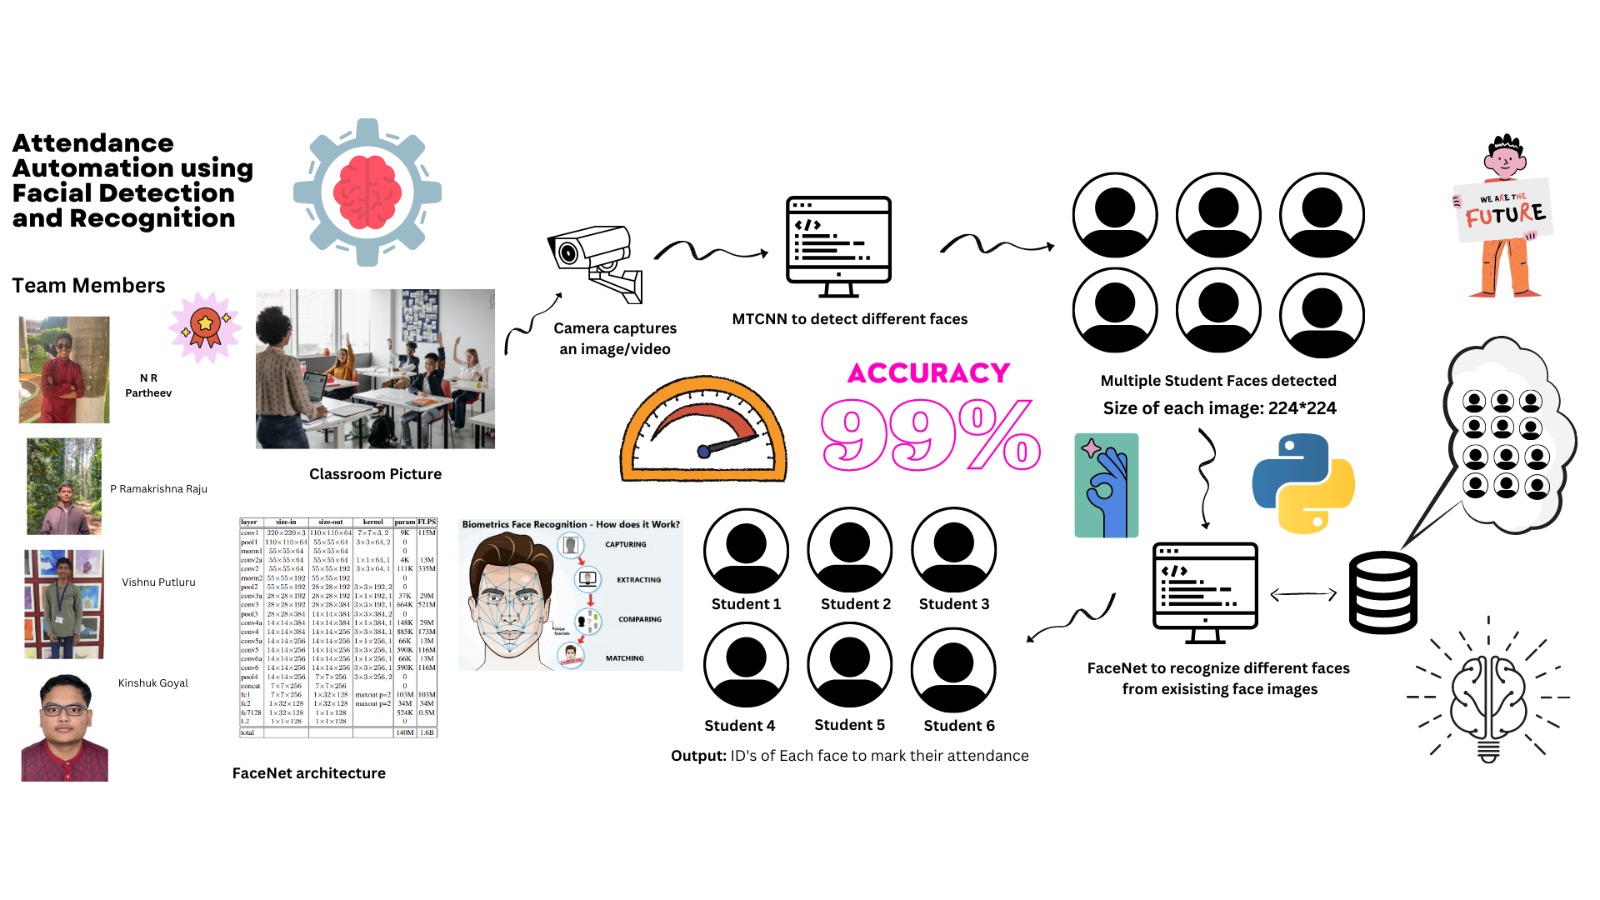 Attendance
Automation using
Facial Detection
and Recognition
Team Members
N R
Partheev
P Ramakrishna Raju
Vishnu Putluru
Kinshuk Goyal
Classroom Picture
layer size-in size-out kernel param FLPS
conv1 220×220×3 110×110×64 7×7×3, 2 9K 115M
pool1 110×110×64 55×55×64 3×3×64, 2 0
rnorm1 55×55×64 55×55×64 0
conv2a 55×55×64 55×55×64 1×1×64, 1 4K 13M
conv2 55×55×64 55×55×192 3×3×64, 1 111K 335M
rnorm2 55×55×192 55×55×192 0
pool2 55×55×192 28×28×192 3×3×192, 2 0
conv3a 28×28×192 28×28×192 1×1×192, 1 37K 29M
conv3 28×28×192 28×28×384 3×3×192, 1 664K 521M
pool3 28×28×384 14×14×384 3×3×384, 2 0
conv4a 14×14×384 14×14×384 1×1×384, 1 148K 29M
conv4 14×14×384 14×14×256 3×3×384, 1 885K 173M
conv5a 14×14×256 14×14×256 1×1×256, 1 66K 13M
conv5 14×14×256 14×14×256 3×3×256, 1 590K 116M
conv6a 14×14×256 14×14×256 1×1×256, 1 66K 13M
conv6 14×14×256 14×14×256 3×3×256, 1 590K 116M
pool4 14×14×256 7×7×256 3×3×256, 2 0
concat 7×7×256 7×7×256 0
fc1 7×7×256 1×32×128 maxout p=2 103M 103M
fc2 1×32×128 1×32×128 maxout p=2 34M 34M
fc7128 1×32×128 1×1×128 524K 0.5M
L2 1×1×128 1×1×128 0
total 140M 1.6B
FaceNet architecture
Camera captures
an image/video
</>
MTCNN to detect different faces
Multiple Student Faces detected
Size of each image: 224*224
WE ARE THE
FUTURE
ACCURACY
99%
Biometrics Face Recognition - How does it Work?
CAPTURING
EXTRACTING
COMPARING
MATCHING
Student 1 Student 2 Student 3
Student 4 Student 5 Student 6
Output: ID's of Each face to mark their attendance
</>
FaceNet to recognize different faces
from exisisting face images